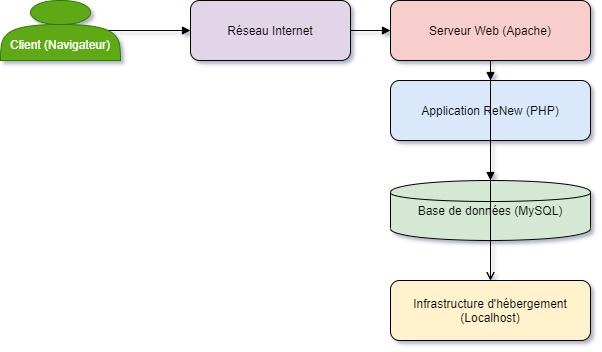 Client (Navigateur)
Réseau Internet
Serveur Web (Apache)
Application ReNew (PHP)
Base de données (MySQL)
Infrastructure d'hébergement
(Localhost)